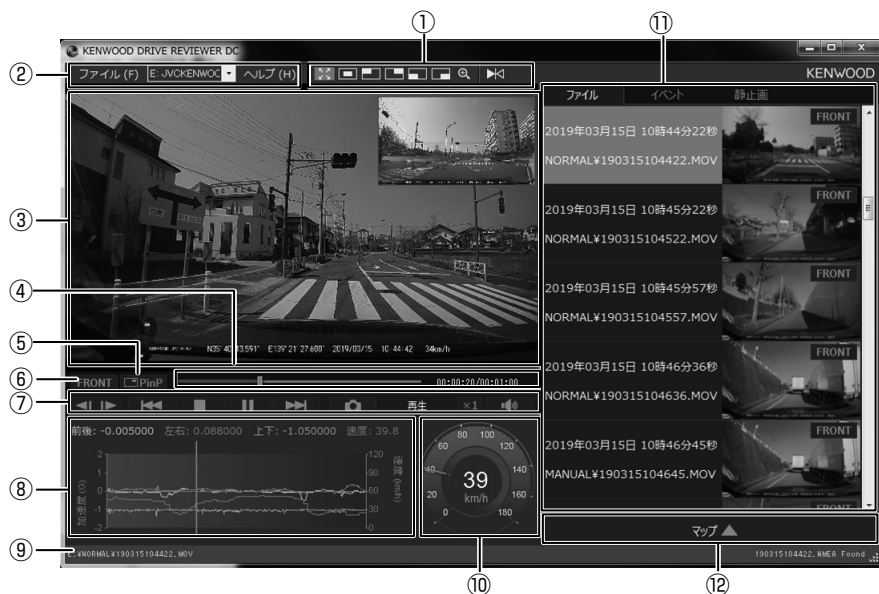 ① ⑪
KENWOOD DRIVE REVIEWER DC
② ファイル (F) E: JVCKENWOC ヘルプ (H) KENWOOD
ファイル イベント 静止画
2019年03月15日 10時44分22秒 FRONT
NORMAL¥190315104422.MOV
2019年03月15日 10時45分22秒 FRONT
NORMAL¥190315104522.MOV
2019年03月15日 10時45分57秒 FRONT
NORMAL¥190315104557.MOV
2019年03月15日 10時46分36秒 FRONT
NORMAL¥190315104636.MOV
2019年03月15日 10時46分45秒 FRONT
MANUAL¥190315104645.MOV
FRONT
③
④
N35°40'13.591" E139°21'27.600" 2019/03/15 10:44:42 34km/h
⑤
⑥ FRONT PinP 00:00:20/00:01:00
⑦ 再生 ×1
前後: -0.005000 左右: 0.088000 上下: -1.050000 速度: 39.8
⑧ 加速度 (G) 2 1 0 -1 -2
120 90 60 30 0 速度 (km/h)
0 20 40 60 80 100 120 140 160 180
39
km/h
マップ
⑨ E:¥NORMAL¥190315104422.MOV 190315104422.NMEA Found
⑩ ⑫